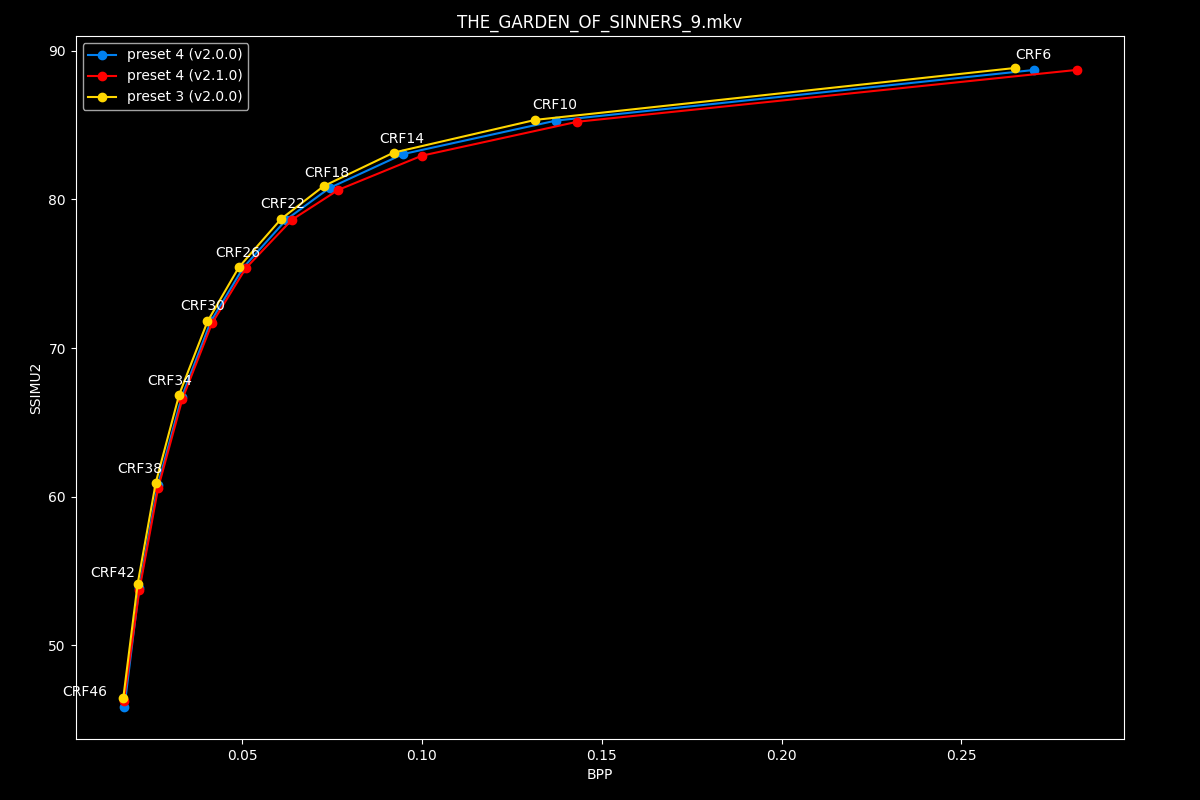 THE_GARDEN_OF_SINNERS_9.mkv
preset 4 (v2.0.0)
preset 4 (v2.1.0)
preset 3 (v2.0.0)
90
80
70
60
50
SSIMU2
CRF6
CRF10
CRF14
CRF18
CRF22
CRF26
CRF30
CRF34
CRF38
CRF42
CRF46
0.05
0.10
0.15
0.20
0.25
BPP